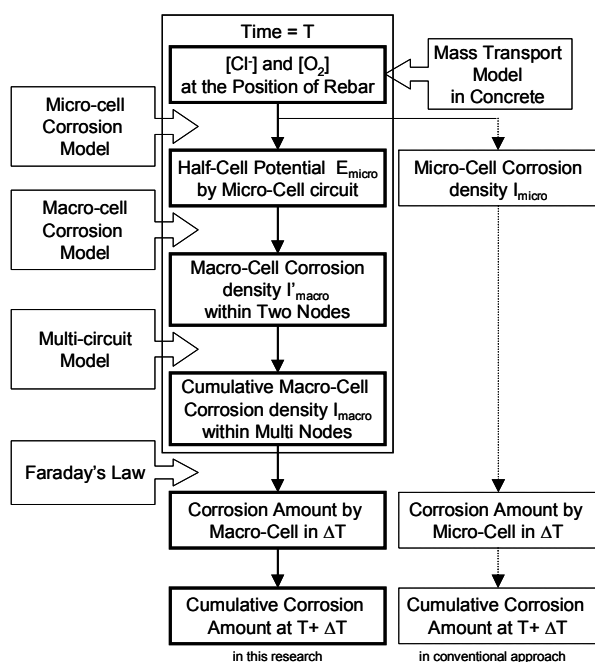 Time = T
[Cl-] and [O2]
at the Position of Rebar
Mass Transport
Model
in Concrete
Micro-cell
Corrosion
Model
Half-Cell Potential Emicro
by Micro-Cell circuit
Micro-Cell Corrosion
density Imicro
Macro-cell
Corrosion
Model
Macro-Cell Corrosion
density I'macro
within Two Nodes
Multi-circuit
Model
Cumulative Macro-Cell
Corrosion density Imacro
within Multi Nodes
Faraday's Law
Corrosion Amount by
Macro-Cell in ΔT
Corrosion Amount by
Micro-Cell in ΔT
Cumulative Corrosion
Amount at T+ ΔT
Cumulative Corrosion
Amount at T+ ΔT
in this research
in conventional approach